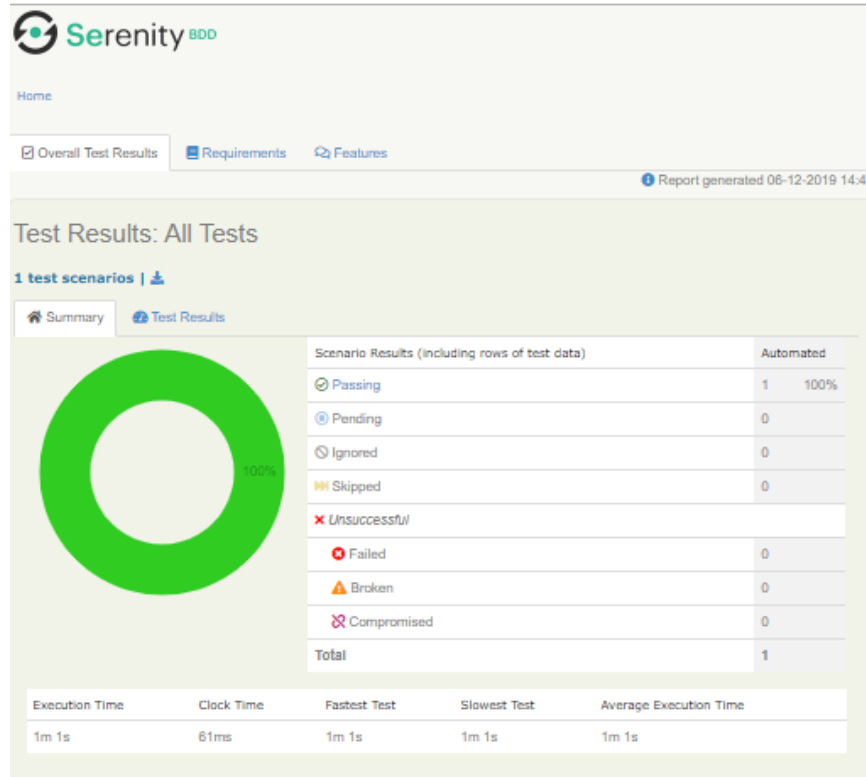 Serenity BDD
Home
Overall Test Results Requirements Features
Report generated 06-12-2019 14:4
Test Results: All Tests
1 test scenarios |
Summary Test Results
Scenario Results (including rows of test data) Automated
Passing 1 100%
Pending 0
Ignored 0
100%
Skipped 0
Unsuccessful
Failed 0
Broken 0
Compromised 0
Total 1
Execution Time Clock Time Fastest Test Slowest Test Average Execution Time
1m 1s 61ms 1m 1s 1m 1s 1m 1s